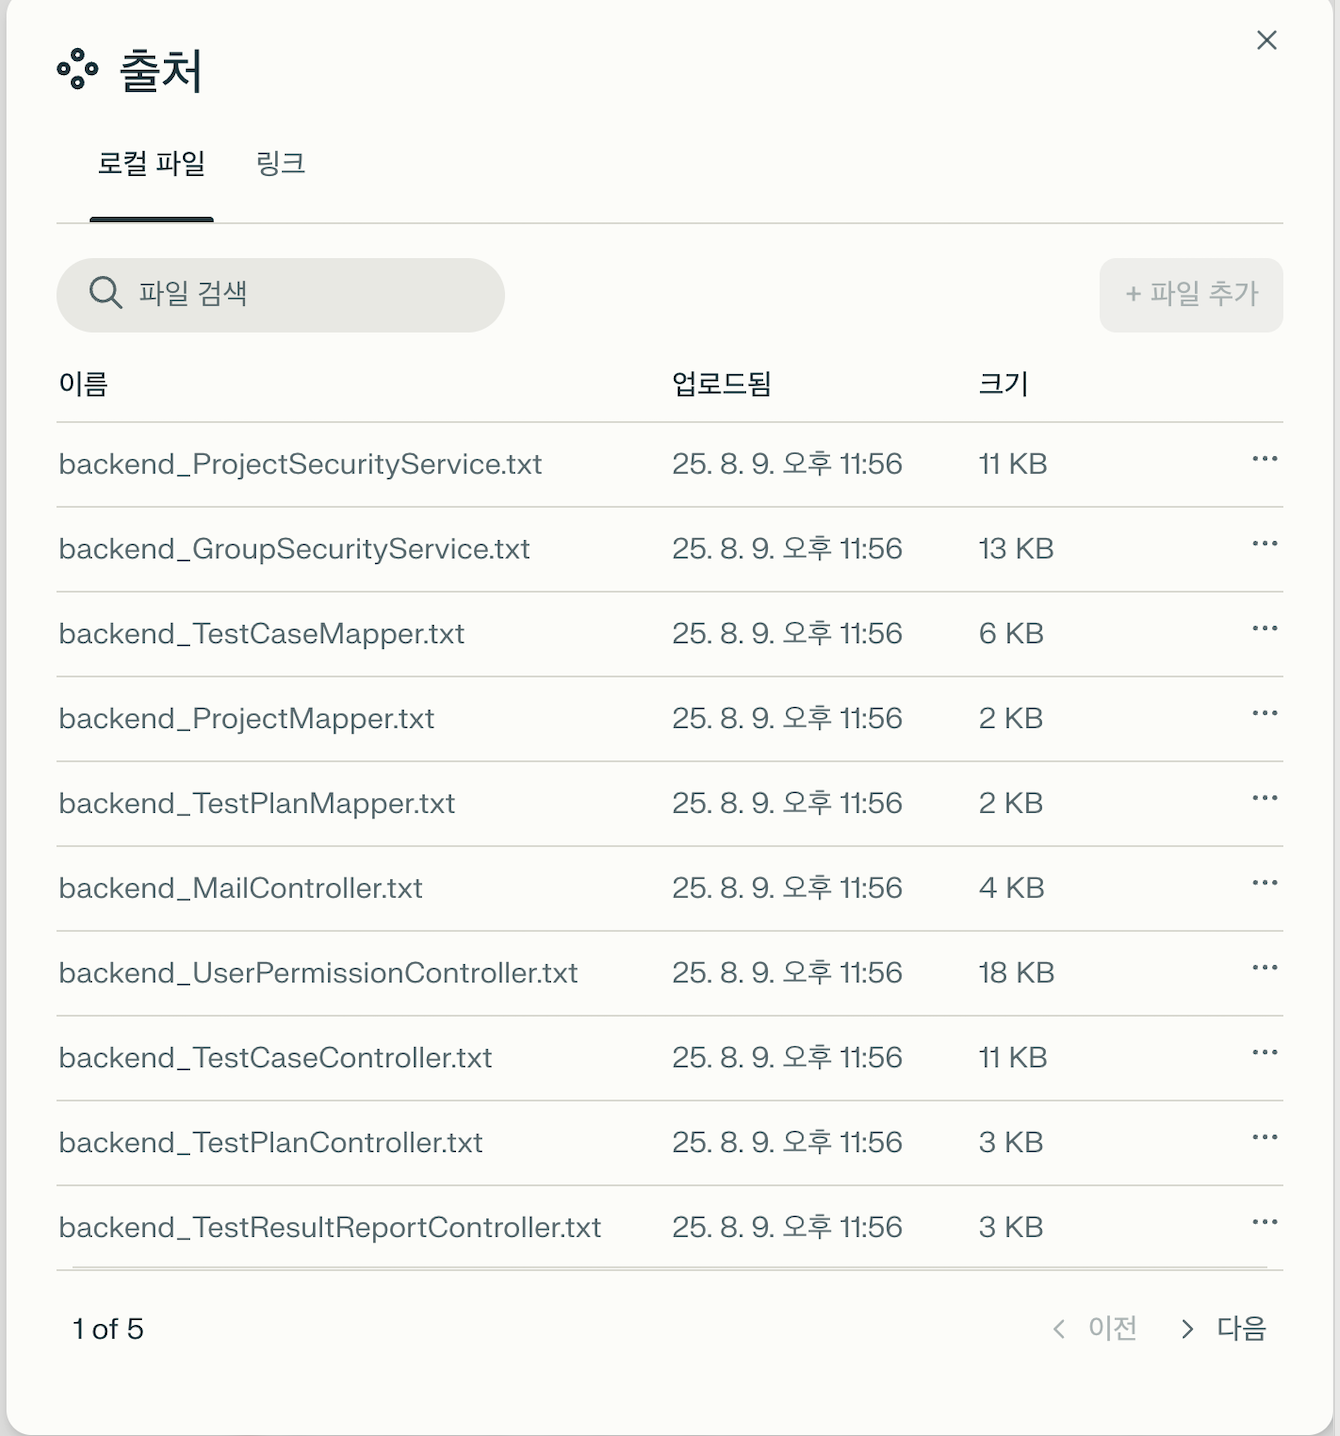 출처
로컬 파일 링크
파일 검색 + 파일 추가
이름 업로드됨 크기
backend_ProjectSecurityService.txt 25. 8. 9. 오후 11:56 11 KB ···
backend_GroupSecurityService.txt 25. 8. 9. 오후 11:56 13 KB ···
backend_TestCaseMapper.txt 25. 8. 9. 오후 11:56 6 KB ···
backend_ProjectMapper.txt 25. 8. 9. 오후 11:56 2 KB ···
backend_TestPlanMapper.txt 25. 8. 9. 오후 11:56 2 KB ···
backend_MailController.txt 25. 8. 9. 오후 11:56 4 KB ···
backend_UserPermissionController.txt 25. 8. 9. 오후 11:56 18 KB ···
backend_TestCaseController.txt 25. 8. 9. 오후 11:56 11 KB ···
backend_TestPlanController.txt 25. 8. 9. 오후 11:56 3 KB ···
backend_TestResultReportController.txt 25. 8. 9. 오후 11:56 3 KB ···
1 of 5 이전 다음